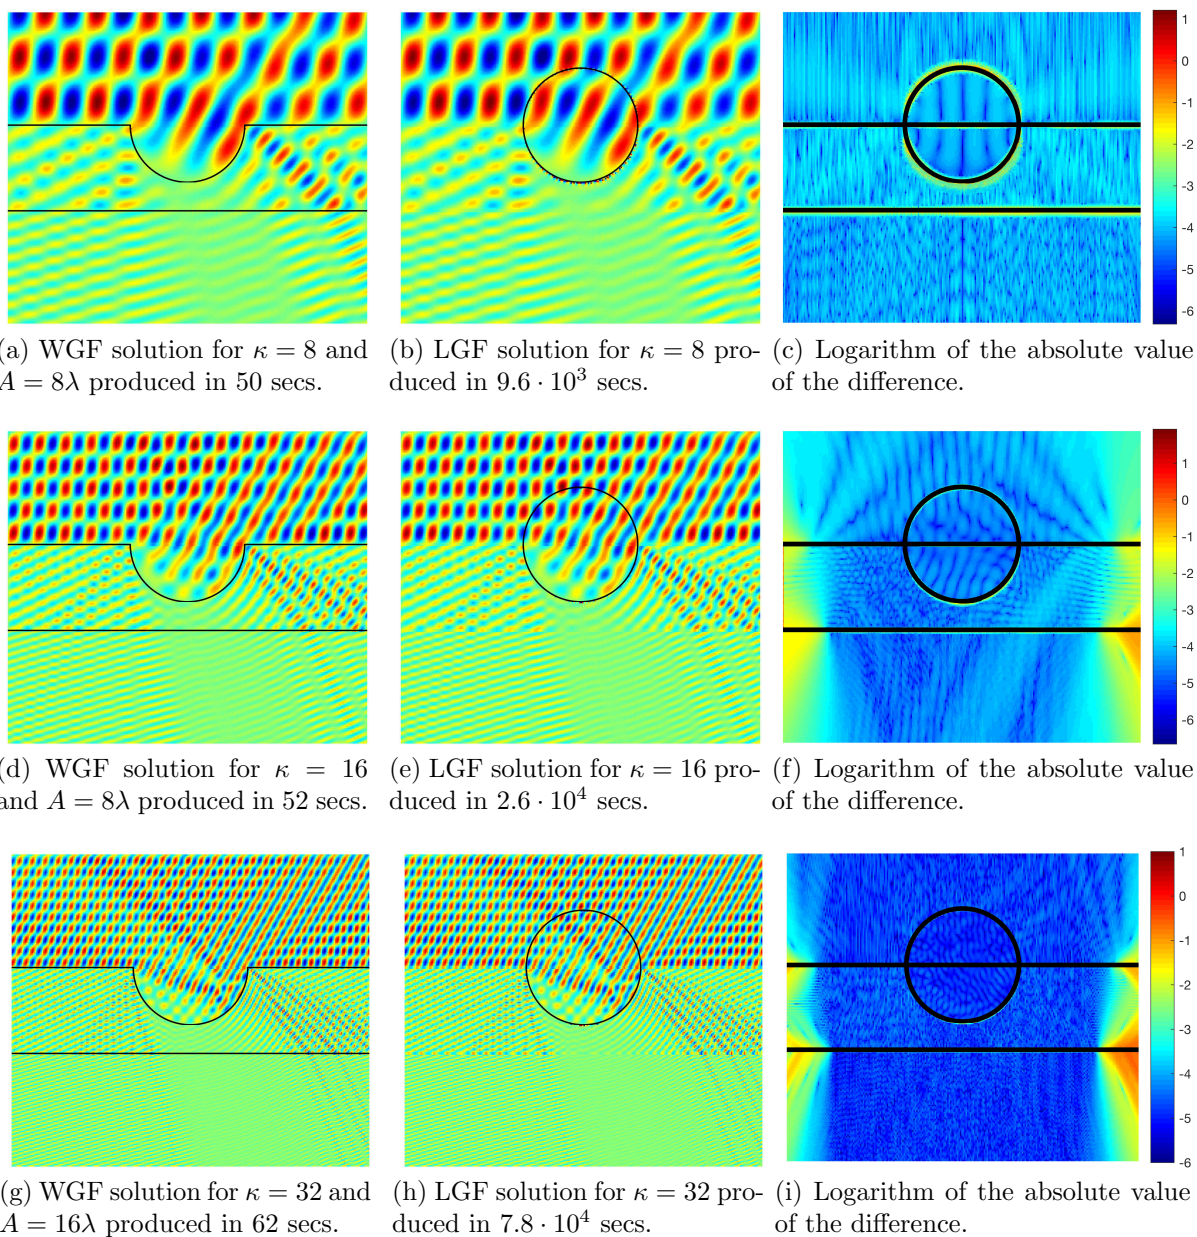 1
0
-1
-2
-3
-4
-5
-6
(a) WGF solution for κ = 8 and
A = 8λ produced in 50 secs.
(b) LGF solution for κ = 8 pro-
duced in 9.6 · 10³ secs.
(c) Logarithm of the absolute value
of the difference.
1
0
-1
-2
-3
-4
-5
-6
(d) WGF solution for κ = 16
and A = 8λ produced in 52 secs.
(e) LGF solution for κ = 16 pro-
duced in 2.6 · 10⁴ secs.
(f) Logarithm of the absolute value
of the difference.
1
0
-1
-2
-3
-4
-5
-6
(g) WGF solution for κ = 32 and
A = 16λ produced in 62 secs.
(h) LGF solution for κ = 32 pro-
duced in 7.8 · 10⁴ secs.
(i) Logarithm of the absolute value
of the difference.